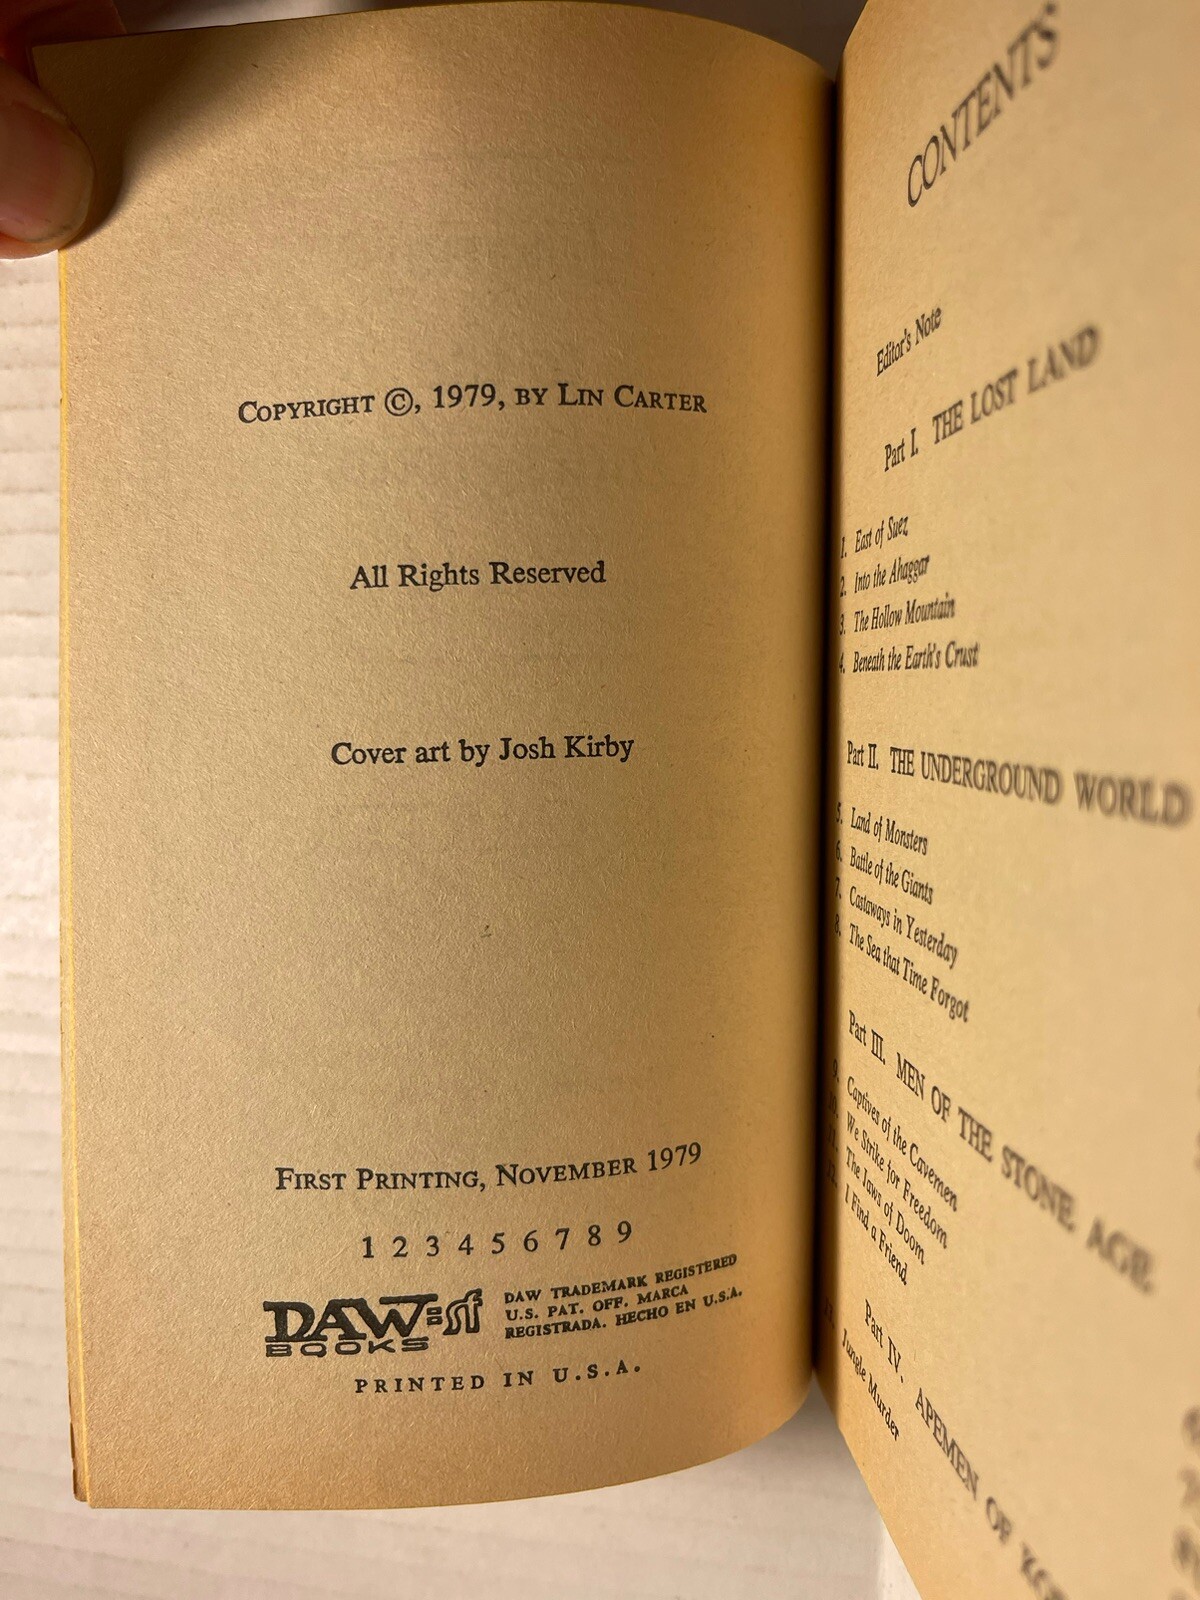 COPYRIGHT ©, 1979, BY LIN CARTER
All Rights Reserved
Cover art by Josh Kirby
FIRST PRINTING, NOVEMBER 1979
1 2 3 4 5 6 7 8 9
DAW=sf
BOOKS
DAW TRADEMARK REGISTERED
U.S. PAT. OFF. MARCA
REGISTRADA. HECHO EN U.S.A.
PRINTED IN U.S.A.
CONTENTS
Editor's Note
Part I. THE LOST LAND
1. East of Suez
2. Into the Ahaggar
3. The Hollow Mountain
4. Beneath the Earth's Crust
Part II. THE UNDERGROUND WORLD
5. Land of Monsters
6. Battle of the Giants
7. Castaways in Yesterday
8. The Sea that Time Forgot
Part III. MEN OF THE STONE AGE
9. Captives of the Cavemen
10. We Strike for Freedom
11. The Jaws of Doom
12. I Find a Friend
Part IV. APEMEN OF
13. Jungle Murder